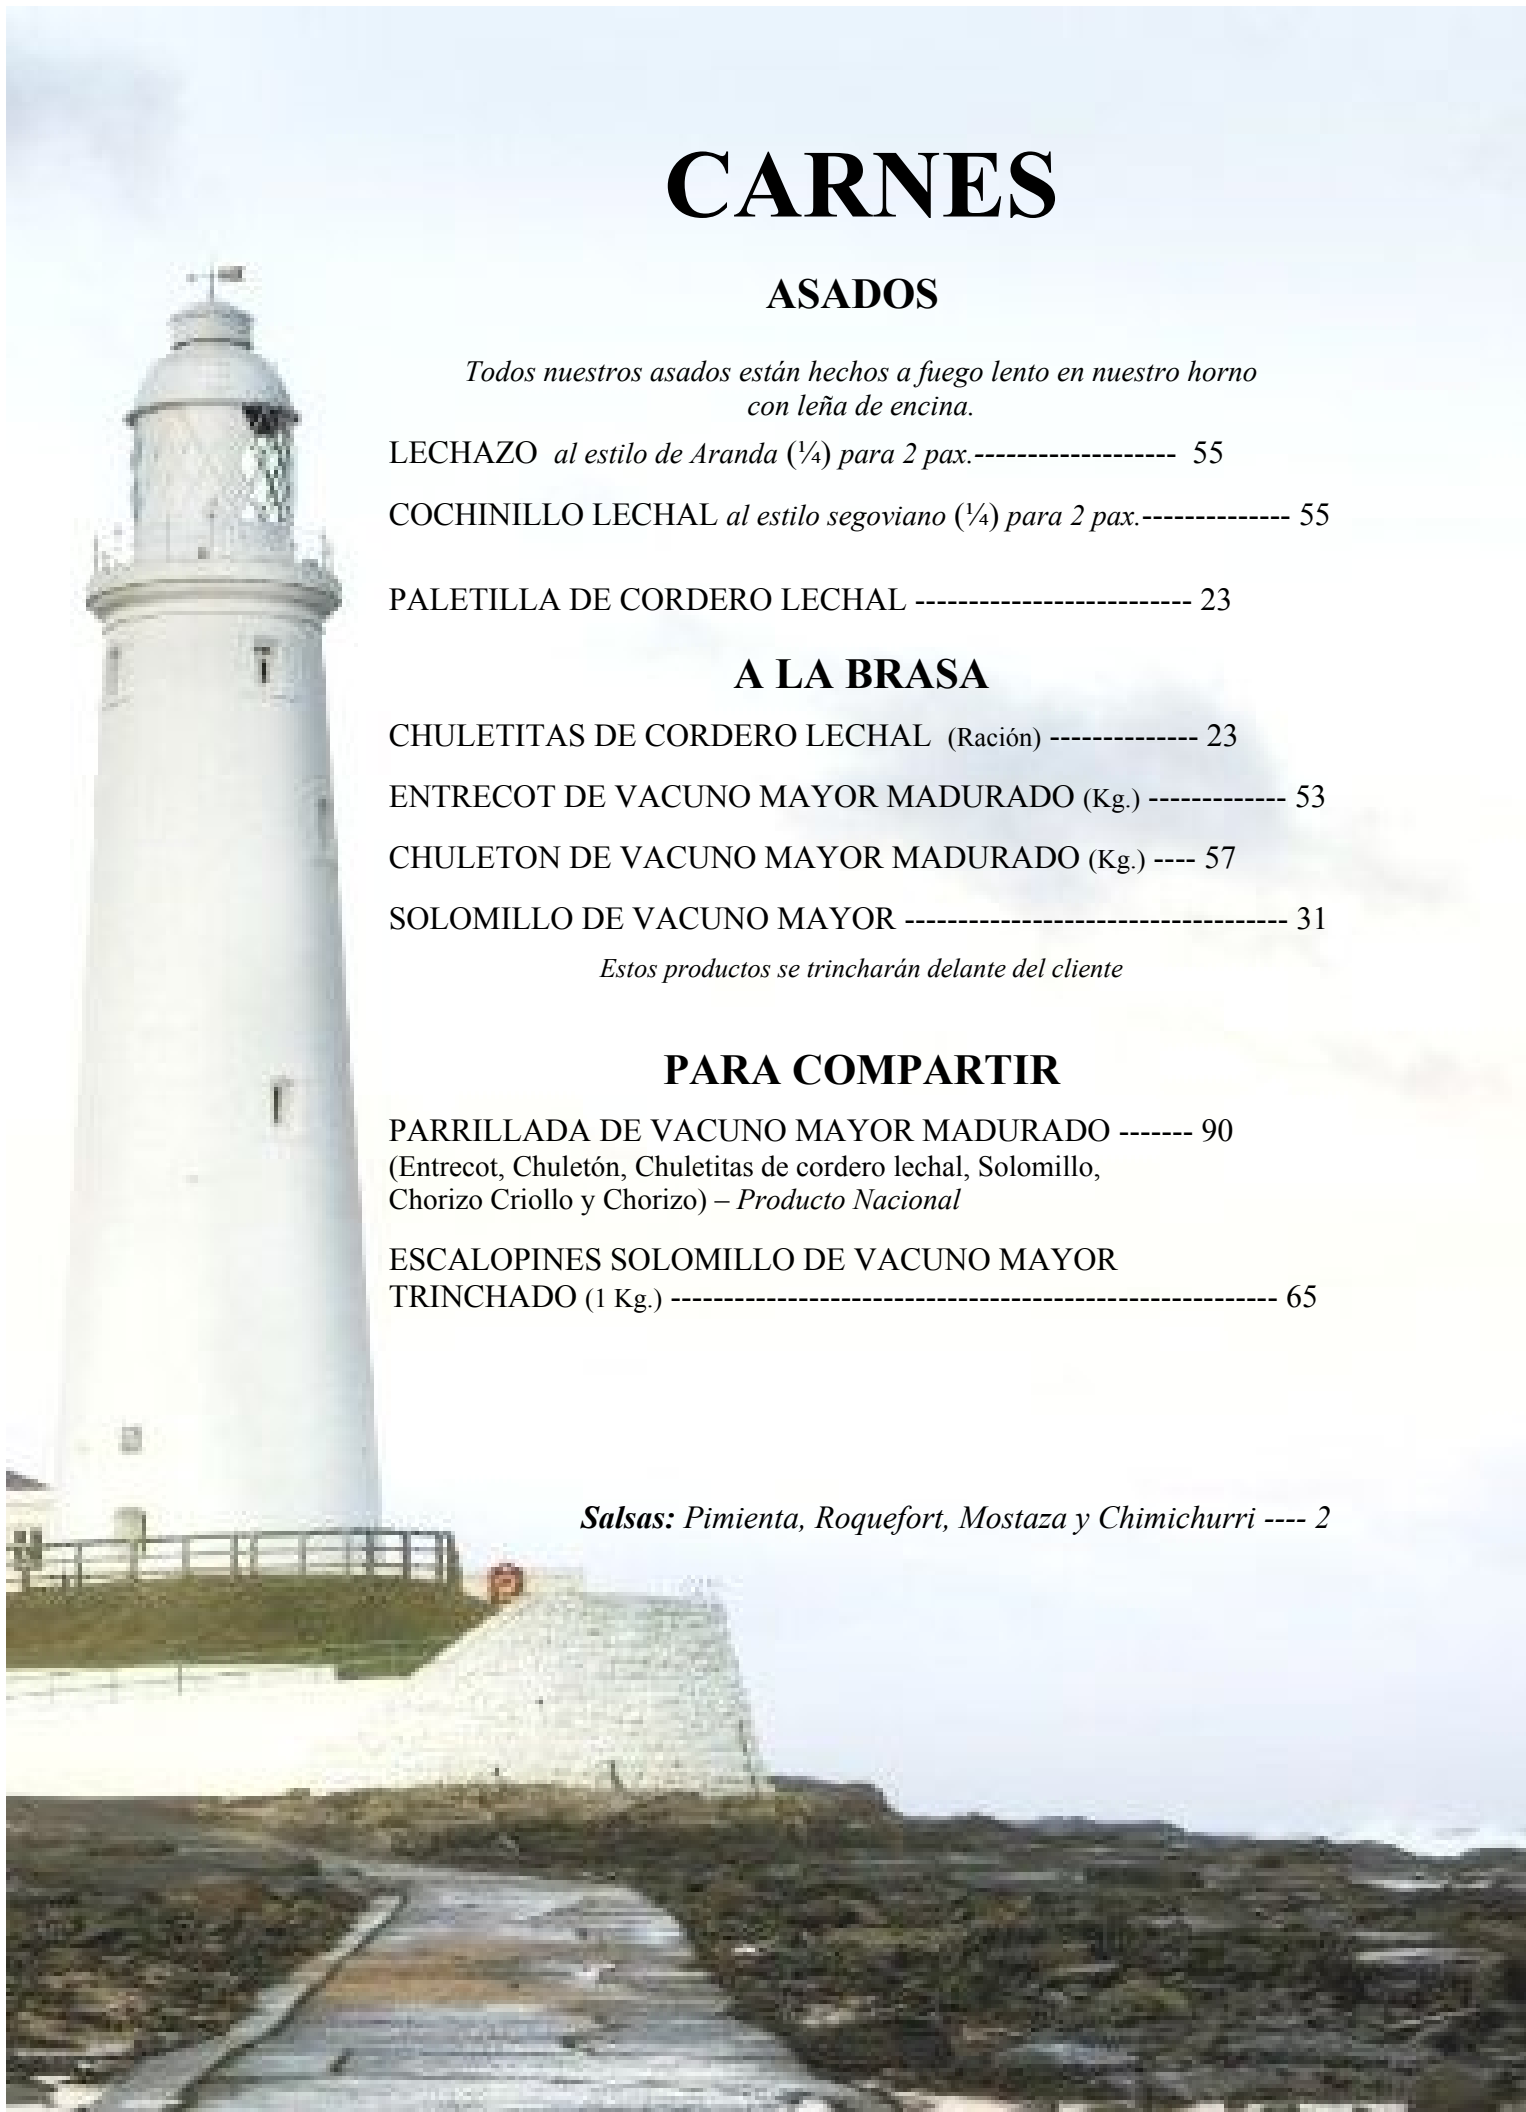 CARNES
ASADOS
Todos nuestros asados están hechos a fuego lento en nuestro horno
con leña de encina.
LECHAZO al estilo de Aranda (¼) para 2 pax.------------------- 55
COCHINILLO LECHAL al estilo segoviano (¼) para 2 pax.-------------- 55
PALETILLA DE CORDERO LECHAL -------------------------- 23
A LA BRASA
CHULETITAS DE CORDERO LECHAL (Ración) -------------- 23
ENTRECOT DE VACUNO MAYOR MADURADO (Kg.) ------------- 53
CHULETON DE VACUNO MAYOR MADURADO (Kg.) ---- 57
SOLOMILLO DE VACUNO MAYOR ------------------------------------ 31
Estos productos se trincharán delante del cliente
PARA COMPARTIR
PARRILLADA DE VACUNO MAYOR MADURADO ------- 90
(Entrecot, Chuletón, Chuletitas de cordero lechal, Solomillo,
Chorizo Criollo y Chorizo) – Producto Nacional
ESCALOPINES SOLOMILLO DE VACUNO MAYOR
TRINCHADO (1 Kg.) --------------------------------------------------------- 65
Salsas: Pimienta, Roquefort, Mostaza y Chimichurri ---- 2